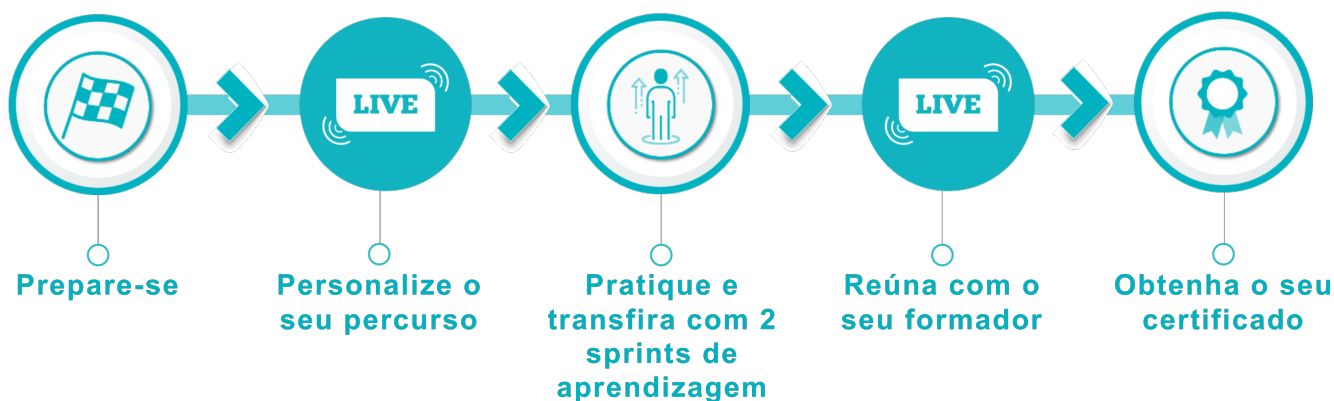 LIVE
LIVE
Prepare-se
Personalize o
seu percurso
Pratique e
transfira com 2
sprints de
aprendizagem
Reúna com o
seu formador
Obtenha o seu
certificado